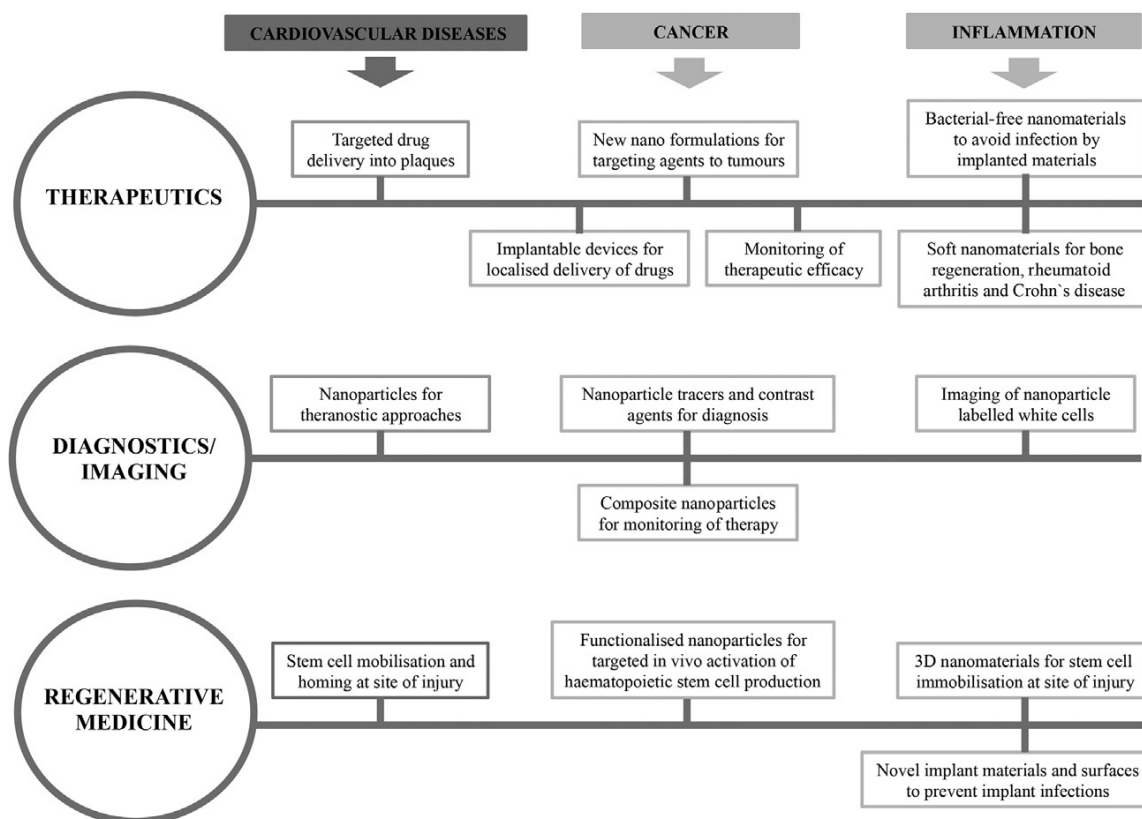 CARDIOVASCULAR DISEASES
CANCER
INFLAMMATION
THERAPEUTICS
Targeted drug
delivery into plaques
New nano formulations for
targeting agents to tumours
Bacterial-free nanomaterials
to avoid infection by
implanted materials
Implantable devices for
localised delivery of drugs
Monitoring of
therapeutic efficacy
Soft nanomaterials for bone
regeneration, rheumatoid
arthritis and Crohn`s disease
DIAGNOSTICS/
IMAGING
Nanoparticles for
theranostic approaches
Nanoparticle tracers and contrast
agents for diagnosis
Imaging of nanoparticle
labelled white cells
Composite nanoparticles
for monitoring of therapy
REGENERATIVE
MEDICINE
Stem cell mobilisation and
homing at site of injury
Functionalised nanoparticles for
targeted in vivo activation of
haematopoietic stem cell production
3D nanomaterials for stem cell
immobilisation at site of injury
Novel implant materials and surfaces
to prevent implant infections